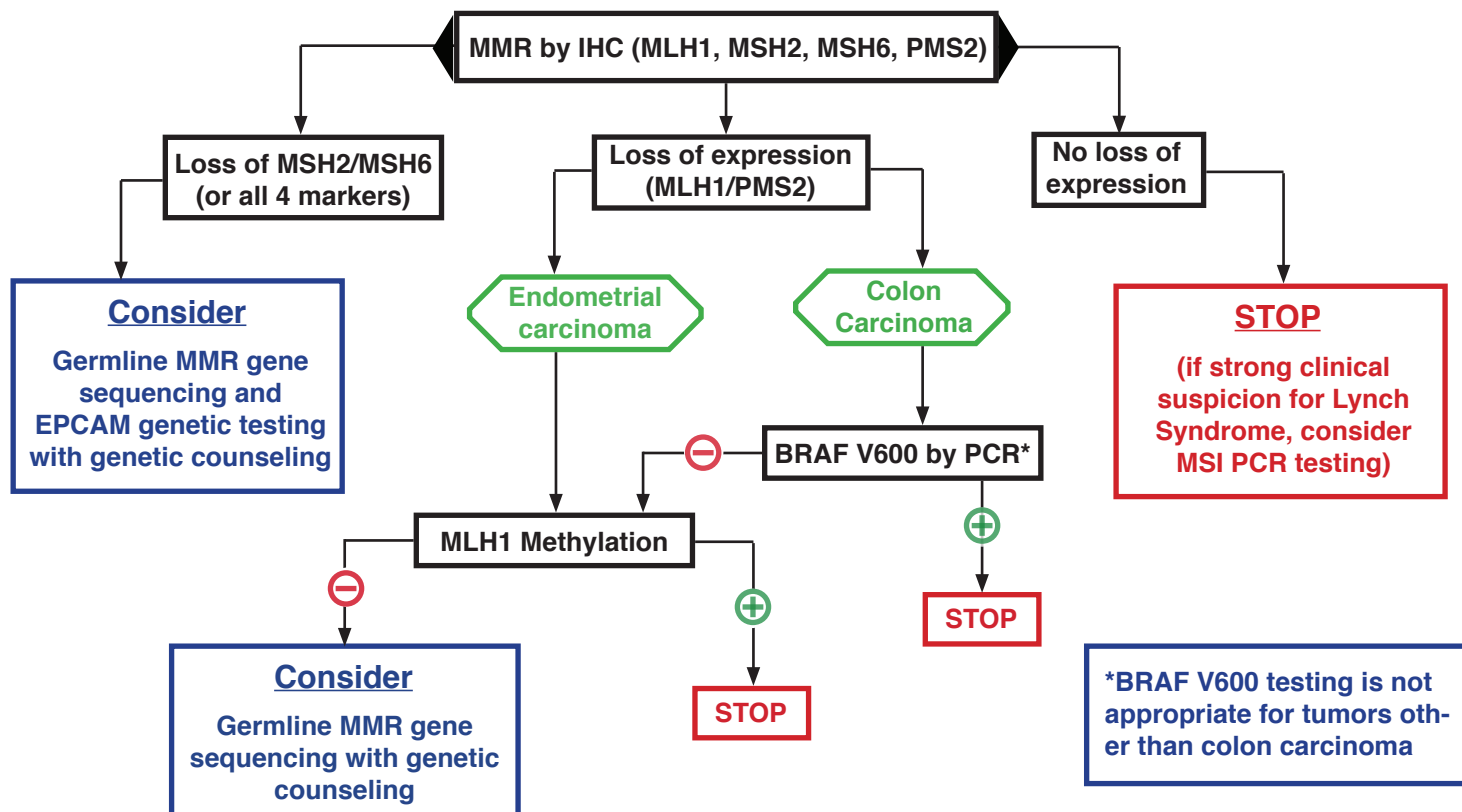 MMR by IHC (MLH1, MSH2, MSH6, PMS2)
Loss of MSH2/MSH6
(or all 4 markers)
Loss of expression
(MLH1/PMS2)
No loss of
expression
Consider
Germline MMR gene
sequencing and
EPCAM genetic testing
with genetic counseling
Endometrial
carcinoma
Colon
Carcinoma
STOP
(if strong clinical
suspicion for Lynch
Syndrome, consider
MSI PCR testing)
BRAF V600 by PCR*
MLH1 Methylation
STOP
Consider
Germline MMR gene
sequencing with genetic
counseling
STOP
*BRAF V600 testing is not
appropriate for tumors oth-
er than colon carcinoma